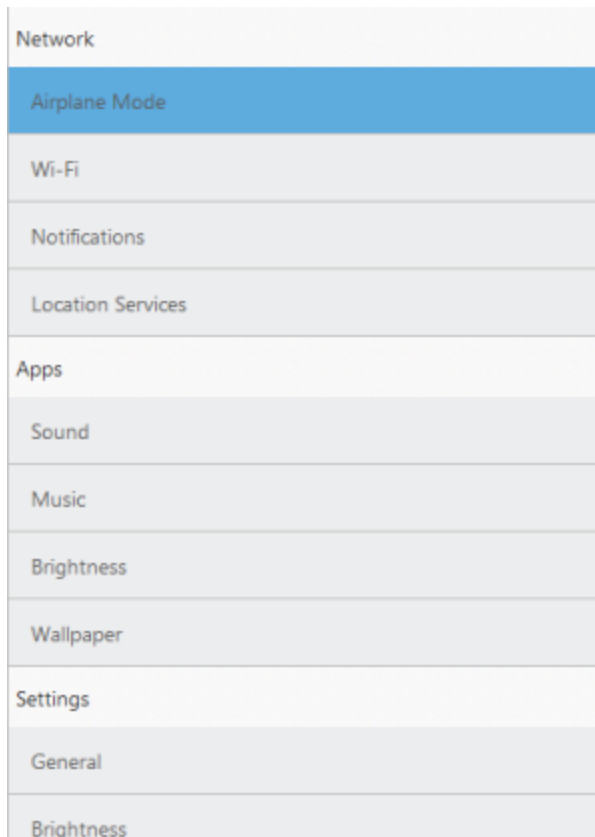 Network
Airplane Mode
Wi-Fi
Notifications
Location Services
Apps
Sound
Music
Brightness
Wallpaper
Settings
General
Brightness